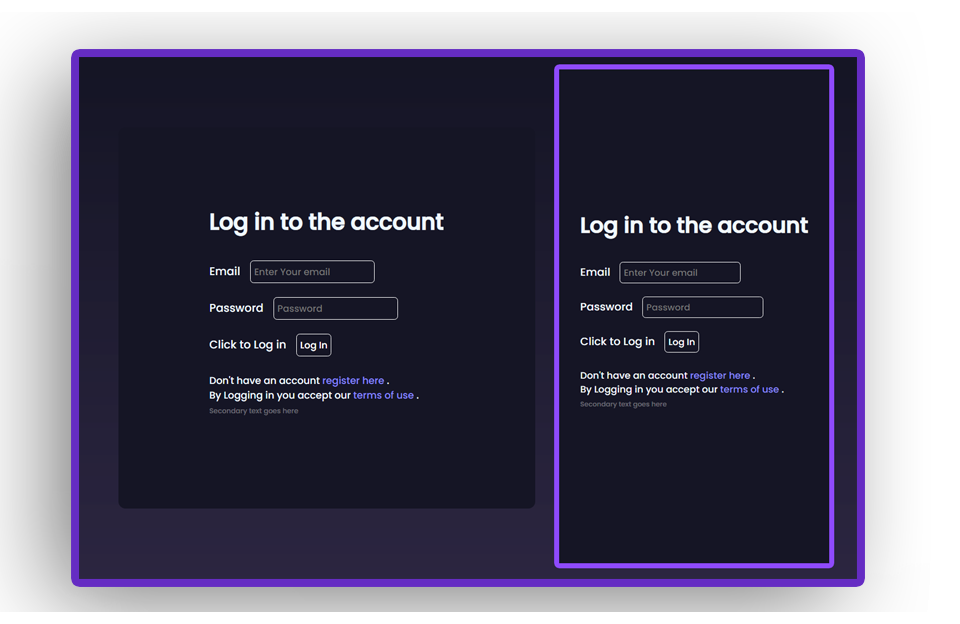 Log in to the account
Email Enter Your email
Password Password
Click to Log in Log In
Don't have an account register here .
By Logging in you accept our terms of use .
Secondary text goes here
Log in to the account
Email Enter Your email
Password Password
Click to Log in Log In
Don't have an account register here .
By Logging in you accept our terms of use .
Secondary text goes here